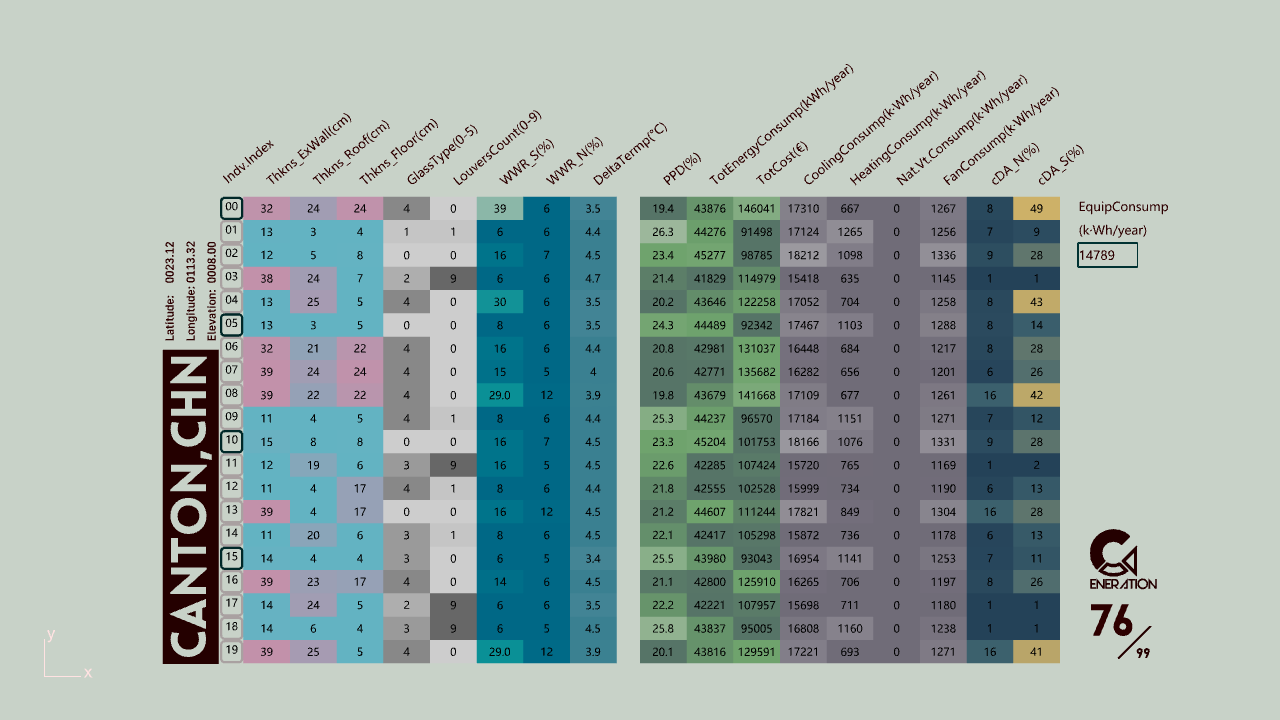 Indv.Index Thkns_ExWall(cm) Thkns_Roof(cm) Thkns_Floor(cm) GlassType(0-5) LouversCount(0-9) WWR_S(%) WWR_N(%) DeltaTermp(°C) PPD(%) TotEnergyConsump(kWh/year) TotCost(€) CoolingConsump(k·Wh/year) HeatingConsump(k·Wh/year) Nat.Vt.Consump(k·Wh/year) FanConsump(k·Wh/year) cDA_N(%) cDA_S(%)
00 32 24 24 4 0 39 6 3.5 19.4 43876 146041 17310 667 0 1267 8 49
01 13 3 4 1 1 6 6 4.4 26.3 44276 91498 17124 1265 0 1256 7 9
02 12 5 8 0 0 16 7 4.5 23.4 45277 98785 18212 1098 0 1336 9 28
03 38 24 7 2 9 6 6 4.7 21.4 41829 114979 15418 635 0 1145 1 1
04 13 25 5 4 0 30 6 3.5 20.2 43646 122258 17052 704 0 1258 8 43
05 13 3 5 0 0 8 6 3.5 24.3 44489 92342 17467 1103 0 1288 8 14
06 32 21 22 4 0 16 6 4.4 20.8 42981 131037 16448 684 0 1217 8 28
07 39 24 24 4 0 15 5 4 20.6 42771 135682 16282 656 0 1201 6 26
08 39 22 22 4 0 29.0 12 3.9 19.8 43679 141668 17109 677 0 1261 16 42
09 11 4 5 4 1 8 6 4.4 25.3 44237 96570 17184 1151 0 1271 7 12
10 15 8 8 0 0 16 7 4.5 23.3 45204 101753 18166 1076 0 1331 9 28
11 12 19 6 3 9 16 5 4.5 22.6 42285 107424 15720 765 0 1169 1 2
12 11 4 17 4 1 8 6 4.4 21.8 42555 102528 15999 734 0 1190 6 13
13 39 4 17 0 0 16 12 4.5 21.2 44607 111244 17821 849 0 1304 16 28
14 11 20 6 3 1 8 6 4.5 22.1 42417 105298 15872 736 0 1178 6 13
15 14 4 4 3 0 6 5 3.4 25.5 43980 93043 16954 1141 0 1253 7 11
16 39 23 17 4 0 14 6 4.5 21.1 42800 125910 16265 706 0 1197 8 26
17 14 24 5 2 9 6 6 3.5 22.2 42221 107957 15698 711 0 1180 1 1
18 14 6 4 3 9 6 5 4.5 25.8 43837 95005 16808 1160 0 1238 1 1
19 39 25 5 4 0 29.0 12 3.9 20.1 43816 129591 17221 693 0 1271 16 41
Latitude: 0023.12
Longitude: 0113.32
Elevation: 0008.00
CANTON,CHN
EquipConsump
(k·Wh/year)
14789
ENERATION
76/99
y
x